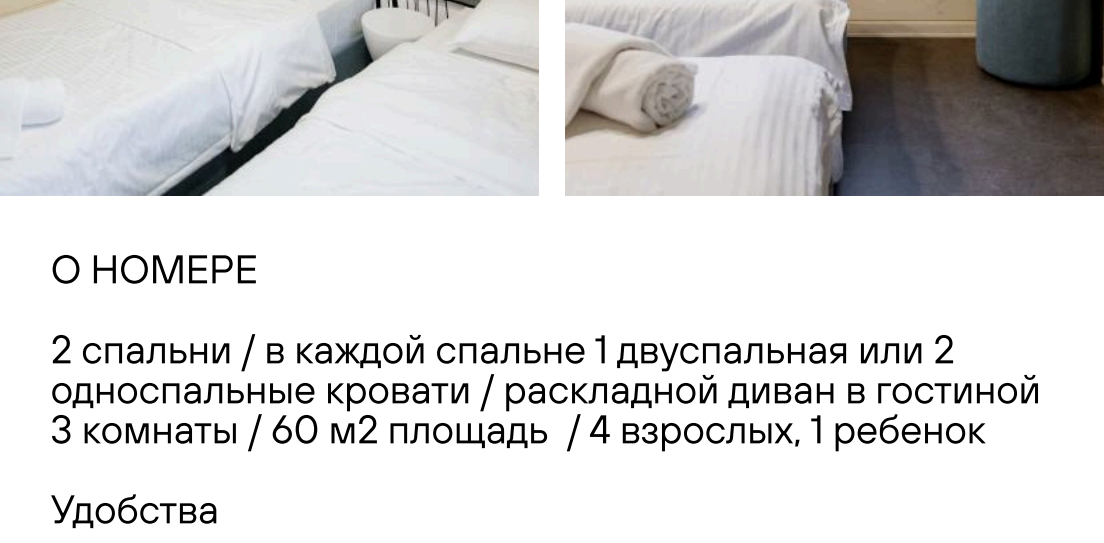 О НОМЕРЕ
2 спальни / в каждой спальне 1 двуспальная или 2
односпальные кровати / раскладной диван в гостиной
3 комнаты / 60 м2 площадь / 4 взрослых, 1 ребенок
Удобства